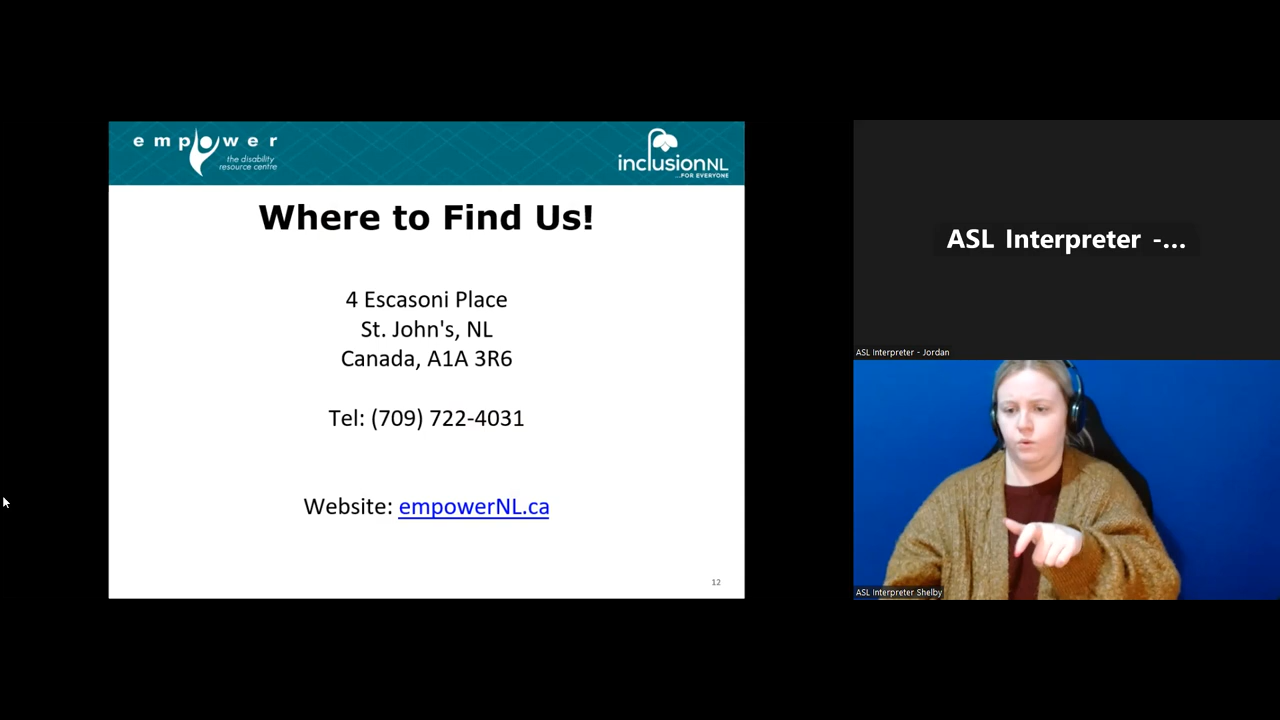 empower
the disability
resource centre
inclusionNL
...FOR EVERYONE
Where to Find Us!
4 Escasoni Place
St. John's, NL
Canada, A1A 3R6
Tel: (709) 722-4031
Website: empowerNL.ca
12
ASL Interpreter -...
ASL Interpreter - Jordan
ASL Interpreter Shelby